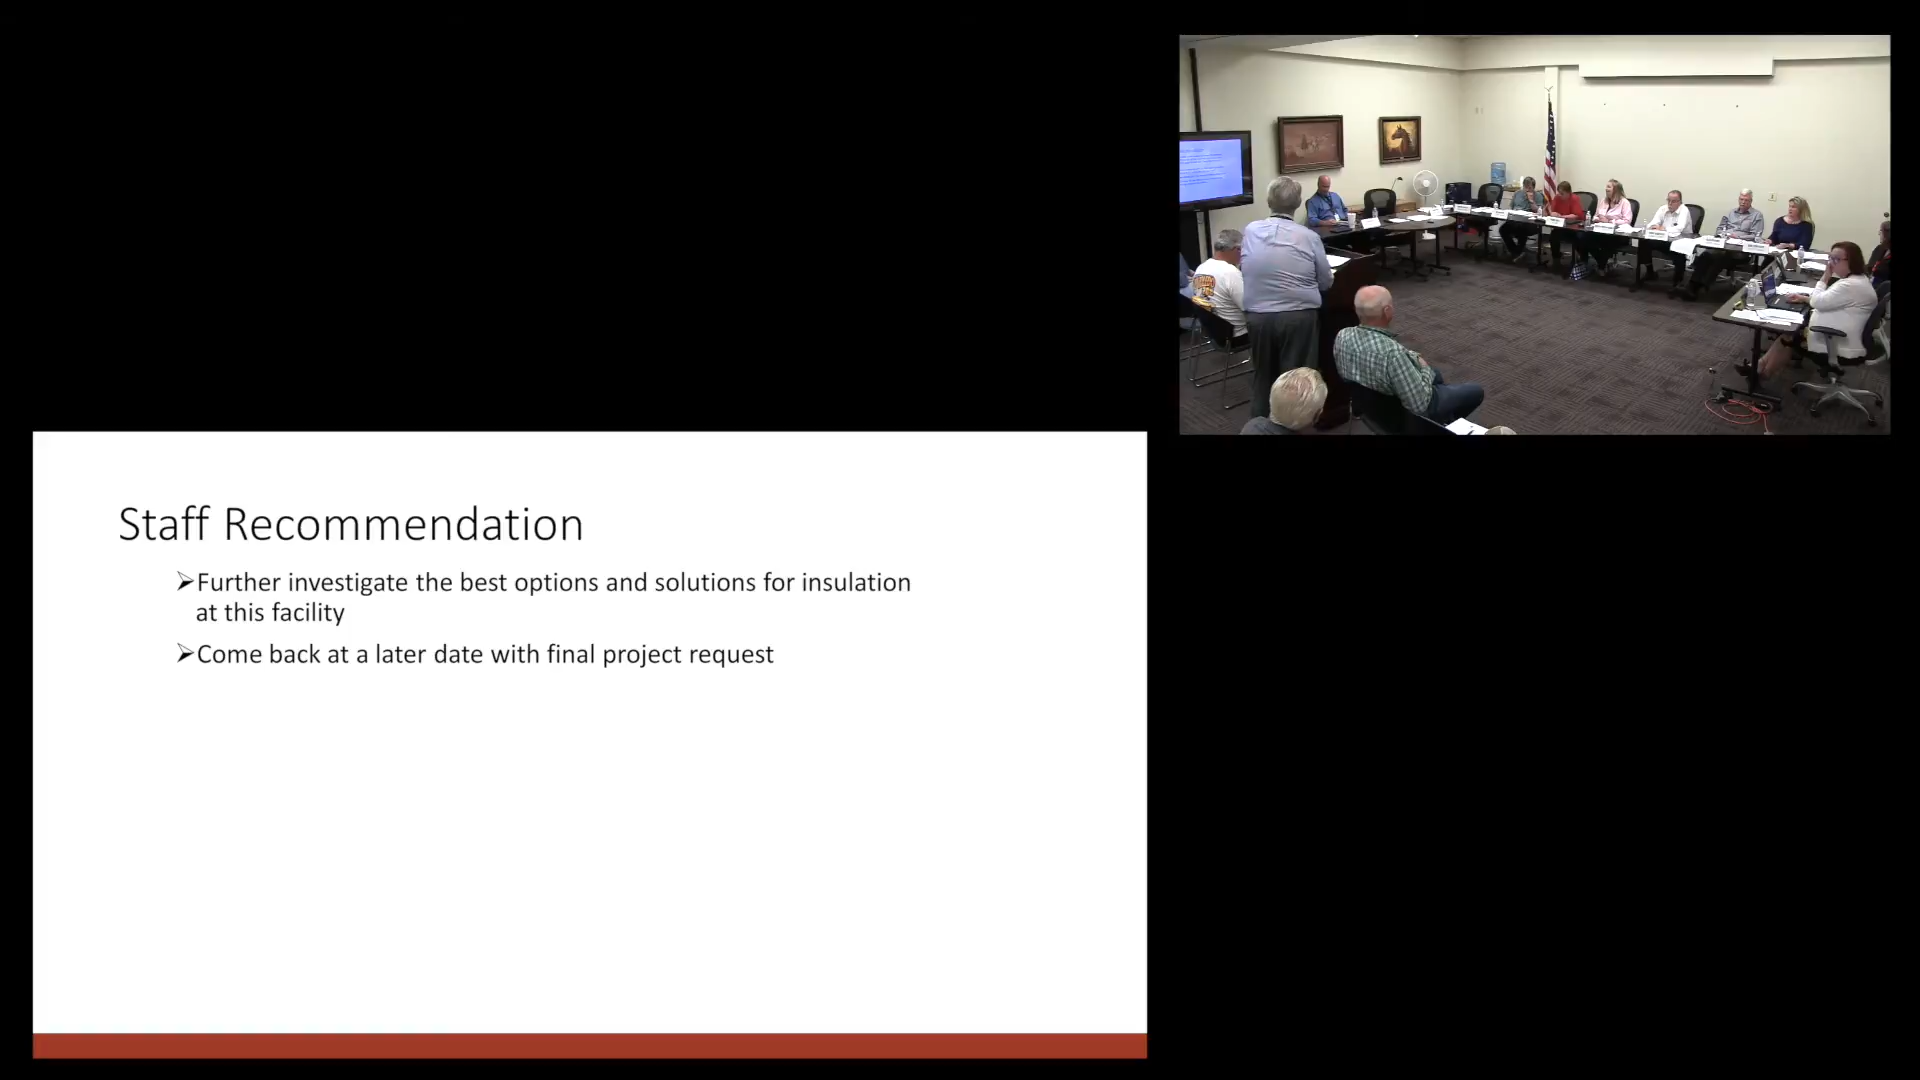 Staff Recommendation
➢Further investigate the best options and solutions for insulation
at this facility
➢Come back at a later date with final project request